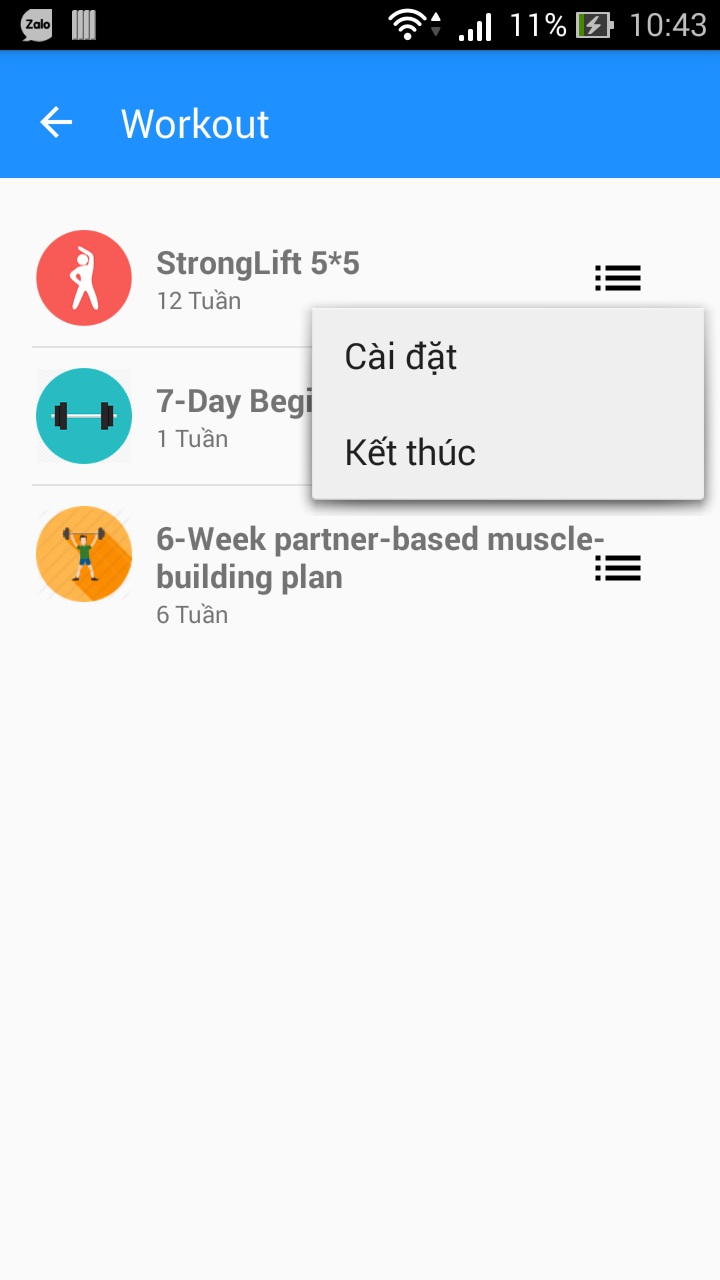 Zalo
11%
10:43
Workout
StrongLift 5*5
12 Tuần
Cài đặt
7-Day Begi
1 Tuần
Kết thúc
6-Week partner-based muscle-
building plan
6 Tuần